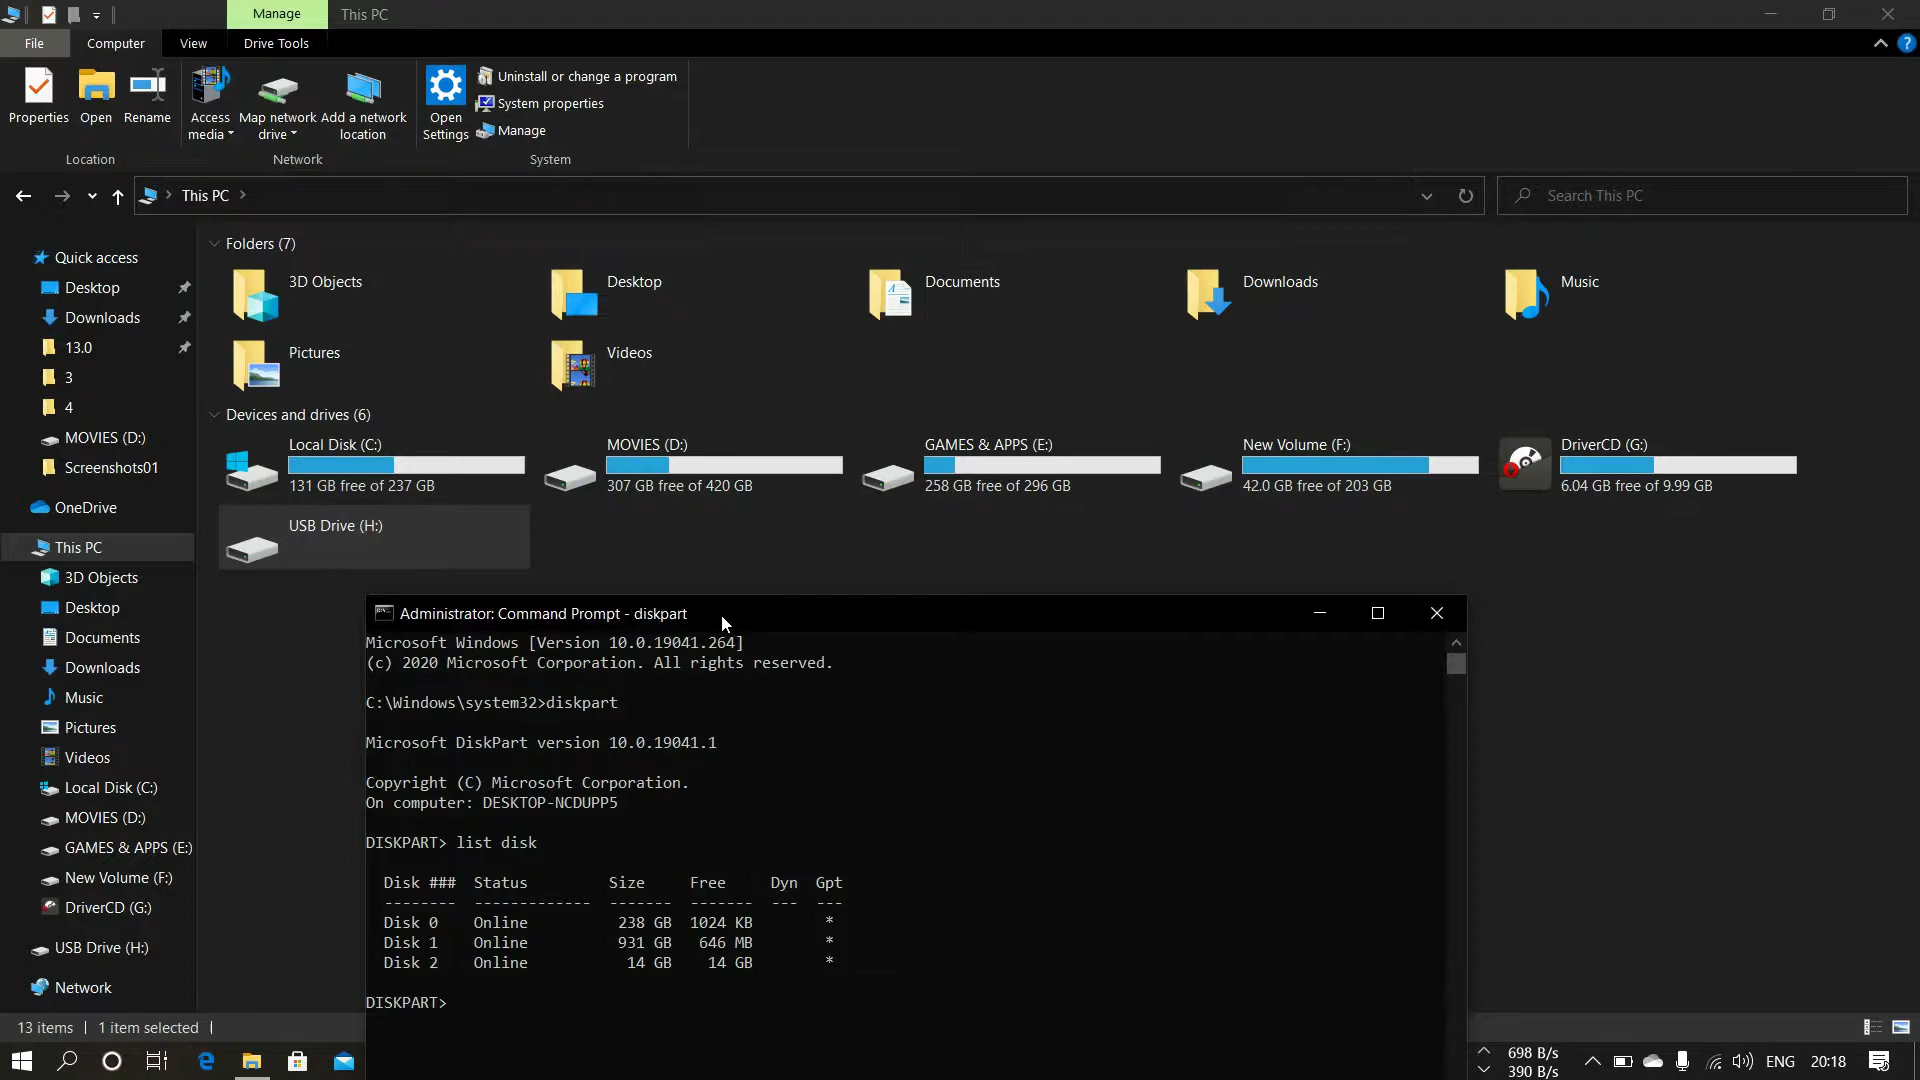 Manage
This PC
File
Computer
View
Drive Tools
Properties
Open
Rename
Access
media
Map network
drive
Add a network
location
Open
Settings
Uninstall or change a program
System properties
Manage
Location
Network
System
This PC
Search This PC
Quick access
Desktop
Downloads
13.0
3
4
MOVIES (D:)
Screenshots01
OneDrive
This PC
3D Objects
Desktop
Documents
Downloads
Music
Pictures
Videos
Local Disk (C:)
MOVIES (D:)
GAMES & APPS (E:)
New Volume (F:)
DriverCD (G:)
USB Drive (H:)
Network
Folders (7)
3D Objects
Desktop
Documents
Downloads
Music
Pictures
Videos
Devices and drives (6)
Local Disk (C:)
131 GB free of 237 GB
MOVIES (D:)
307 GB free of 420 GB
GAMES & APPS (E:)
258 GB free of 296 GB
New Volume (F:)
42.0 GB free of 203 GB
DriverCD (G:)
6.04 GB free of 9.99 GB
USB Drive (H:)
Administrator: Command Prompt - diskpart
Microsoft Windows [Version 10.0.19041.264]
(c) 2020 Microsoft Corporation. All rights reserved.
C:\Windows\system32>diskpart
Microsoft DiskPart version 10.0.19041.1
Copyright (C) Microsoft Corporation.
On computer: DESKTOP-NCDUPP5
DISKPART> list disk
Disk ### Status Size Free Dyn Gpt
-------- ------------- ------- ------- --- ---
Disk 0 Online 238 GB 1024 KB *
Disk 1 Online 931 GB 646 MB *
Disk 2 Online 14 GB 14 GB *
DISKPART>
13 items
1 item selected
698 B/s
390 B/s
ENG
20:18